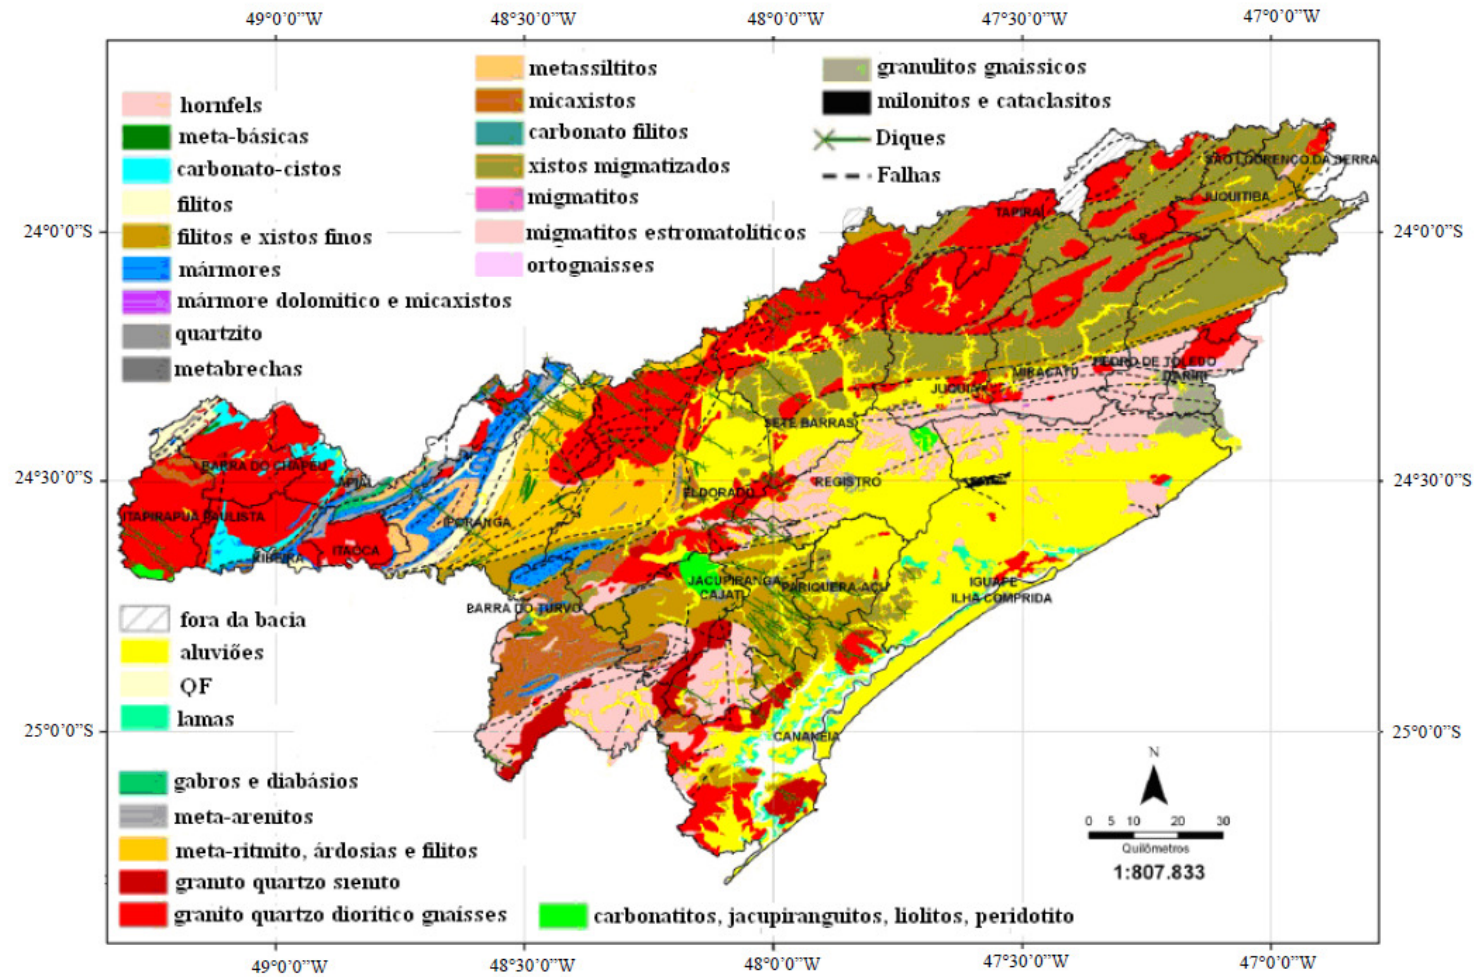 49°0'0"W 48°30'0"W 48°0'0"W 47°30'0"W 47°0'0"W
hornfels
meta-básicas
carbonato-cistos
filitos
filitos e xistos finos
mármores
mármore dolomitico e micaxistos
quartzito
metabrechas
metassiltitos
micaxistos
carbonato filitos
xistos migmatizados
migmatitos
migmatitos estromatolíticos
ortognaisses
granulitos gnaissicos
milonitos e cataclasitos
Diques
Falhas
24°0'0"S 24°0'0"S
24°30'0"S 24°30'0"S
25°0'0"S 25°0'0"S
SÃO LOURENÇO DA SERRA
JUQUITIBA
TAPIRAI
PEDRO DE TOLEDO
MIRACATU
JUQUIÁ
SETE BARRAS
BARRA DO CHAPÉU
APIAÍ
ELDORADO
REGISTRO
ITAPIRAPUÃ PAULISTA
IPORANGA
RIBEIRA
ITAOCA
JACUPIRANGA
CAJATI
PARIQUERA-AÇU
IGUAPE
ILHA COMPRIDA
BARRA DO TURVO
CANANÉIA
fora da bacia
aluviões
QF
lamas
gabros e diabásios
meta-arenitos
meta-ritmito, árdosias e filitos
granito quartzo sienito
granito quartzo diorítico gnaísses
carbonatitos, jacupiranguitos, liolitos, peridotito
N
0 5 10 20 30
Quilômetros
1:807.833
49°0'0"W 48°30'0"W 48°0'0"W 47°30'0"W 47°0'0"W